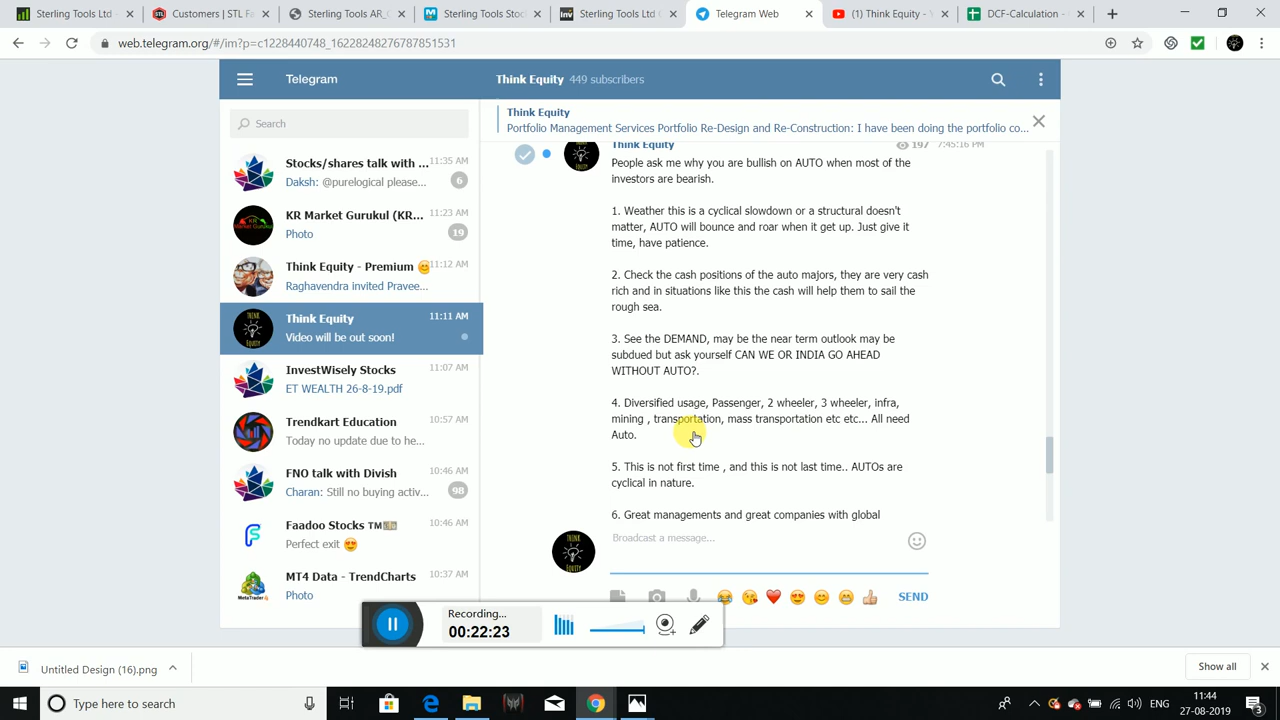 Sterling Tools Ltd -
Customers | STL Fa
Sterling Tools AR_
Sterling Tools Stoc
Sterling Tools Ltd (
Telegram Web
(1) Think Equity - Y
DCF-Calculation -
web.telegram.org/#/im?p=c1228440748_16228248276787851531
Telegram
Think Equity 449 subscribers
Search
Think Equity
Portfolio Management Services Portfolio Re-Design and Re-Construction: I have been doing the portfolio co...
Stocks/shares talk with ... 11:35 AM
Daksh: @purelogical please... 6
KR Market Gurukul (KR... 11:23 AM
Photo 19
Think Equity - Premium 😊 11:12 AM
Raghavendra invited Pravee...
Think Equity 11:11 AM
Video will be out soon!
InvestWisely Stocks 11:07 AM
ET WEALTH 26-8-19.pdf
Trendkart Education 10:57 AM
Today no update due to he...
FNO talk with Divish 10:46 AM
Charan: Still no buying activ... 98
Faadoo Stocks TM 10:46 AM
Perfect exit 😍
MT4 Data - TrendCharts 10:37 AM
Photo
Think Equity 197 7:45:16 PM
People ask me why you are bullish on AUTO when most of the
investors are bearish.
1. Weather this is a cyclical slowdown or a structural doesn't
matter, AUTO will bounce and roar when it get up. Just give it
time, have patience.
2. Check the cash positions of the auto majors, they are very cash
rich and in situations like this the cash will help them to sail the
rough sea.
3. See the DEMAND, may be the near term outlook may be
subdued but ask yourself CAN WE OR INDIA GO AHEAD
WITHOUT AUTO?.
4. Diversified usage, Passenger, 2 wheeler, 3 wheeler, infra,
mining , transportation, mass transportation etc etc... All need
Auto.
5. This is not first time , and this is not last time.. AUTOs are
cyclical in nature.
6. Great managements and great companies with global
THINK
EQUITY
Broadcast a message...
SEND
Recording...
00:22:23
Untitled Design (16).png
Show all
Type here to search
ENG
11:44
27-08-2019
3